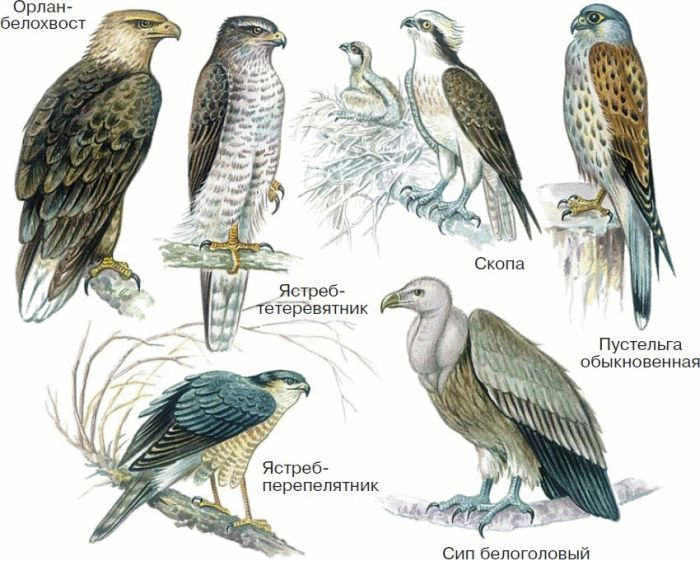 Орлан-
белохвост
Скопа
Ястреб-
тетеревятник
Пустельга
обыкновенная
Ястреб-
перепелятник
Сип белоголовый